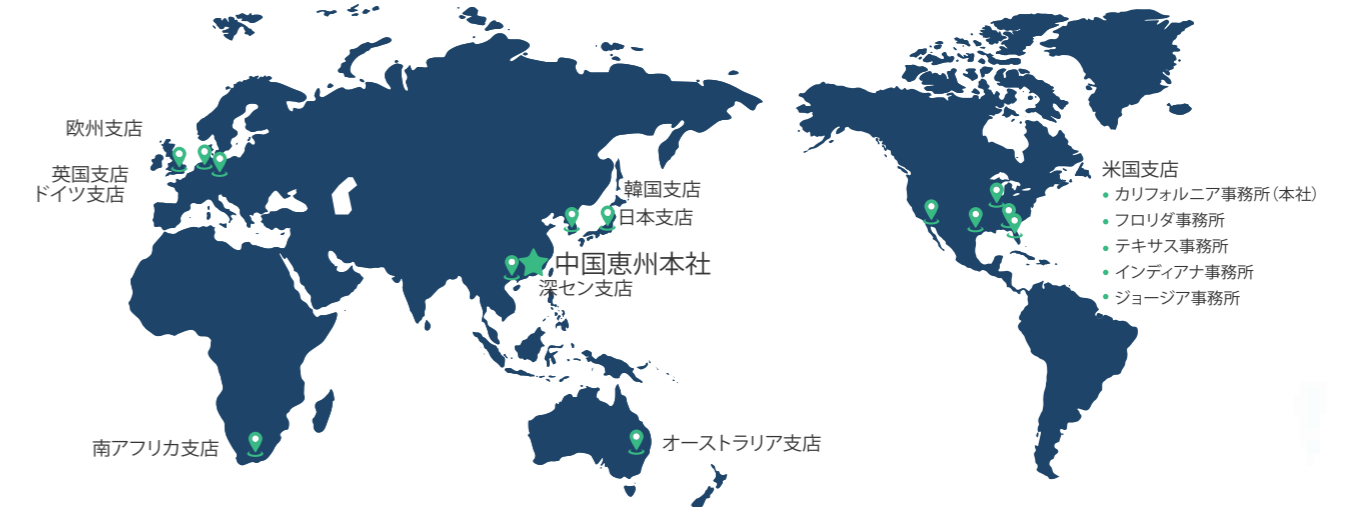 欧州支店
英国支店
ドイツ支店
韓国支店
日本支店
中国恵州本社
深セン支店
南アフリカ支店
オーストラリア支店
米国支店
• カリフォルニア事務所（本社）
• フロリダ事務所
• テキサス事務所
• インディアナ事務所
• ジョージア事務所